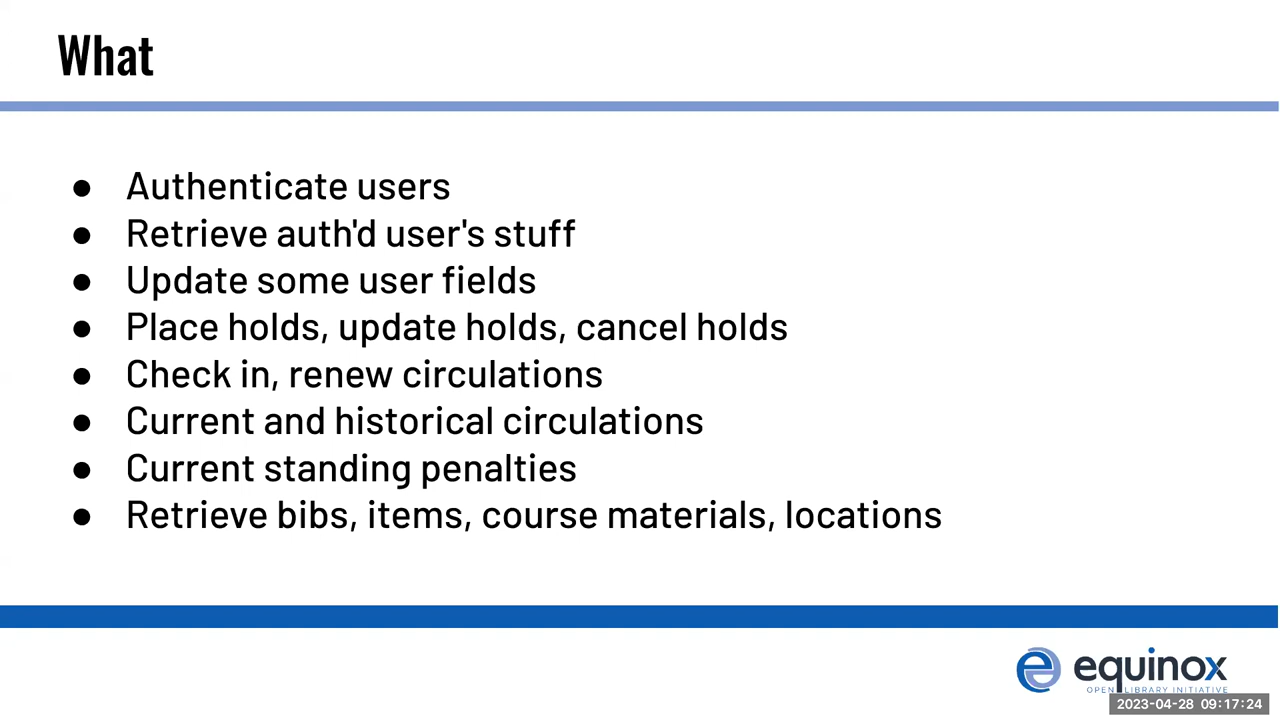 What
● Authenticate users
● Retrieve auth'd user's stuff
● Update some user fields
● Place holds, update holds, cancel holds
● Check in, renew circulations
● Current and historical circulations
● Current standing penalties
● Retrieve bibs, items, course materials, locations
equinox
OPEN LIBRARY INITIATIVE
2023-04-28 09:17:24